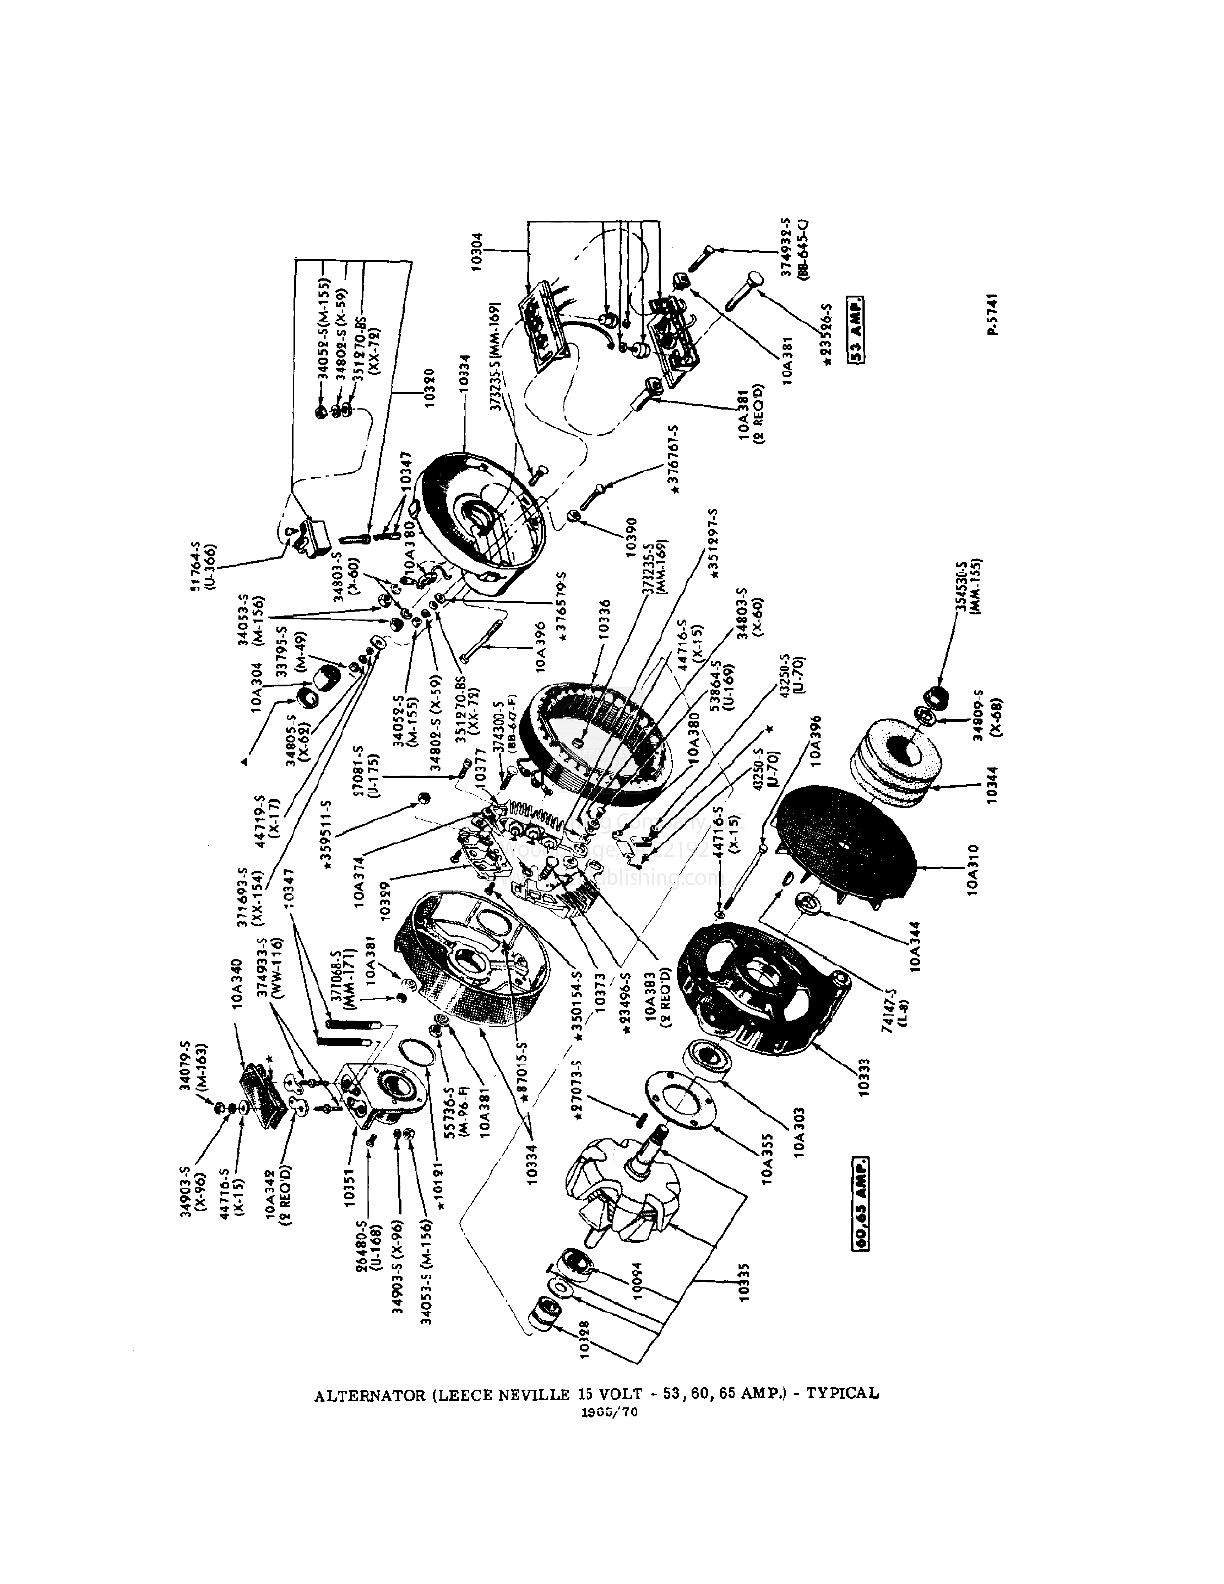 10304
374932-S
(BB-645-C)
10A381
★23526-S
53 AMP.
P-5741
34052-S(M-155)
34802-S (X-59)
351270-BS
(XX-72)
10320
10334
373235-S (MM-169)
10A381
(2 REQ'D)
★376767-S
10347
10A380
10390
373235-S
(MM-169)
★351297-S
51764-S
(U-366)
34803-S
(X-60)
★376579-S
10336
34803-S
(X-60)
354530-S
(MM-155)
34053-S
(M-156)
33795-S
(M-49)
10A304
10A396
44716-S
(X-15)
53864-S
(U-169)
43250-S
(U-70)
34805-S
(X-62)
34052-S
(M-155)
34802-S (X-59)
351270-BS
(XX-72)
374300-S
(BB-647-F)
10377
10A380
43250-S
(U-70)
★
10A396
34809-S
(X-68)
10344
57081-S
(U-175)
44719-S
(X-17)
★359511-S
10A374
10329
44716-S
(X-15)
10A310
371693-S
(XX-154)
10347
10A344
374933-S
(WW-116)
10A340
371068-S
(MM-171)
10A381
★350154-S
10373
★23496-S
10A383
(2 REQ'D)
74147-S
(L-8)
34079-S
(M-163)
★
★87015-S
★27073-S
10333
55736-S
(M-96-F)
10A381
10334
10A303
10A355
34903-S
(X-96)
44716-S
(X-15)
10A342
(2 REQ'D)
10351
★10121
26480-S
(U-168)
34903-S (X-96)
34053-S (M-156)
60,65 AMP.
10094
10335
10328
ALTERNATOR (LEECE NEVILLE 15 VOLT - 53, 60, 65 AMP.) - TYPICAL